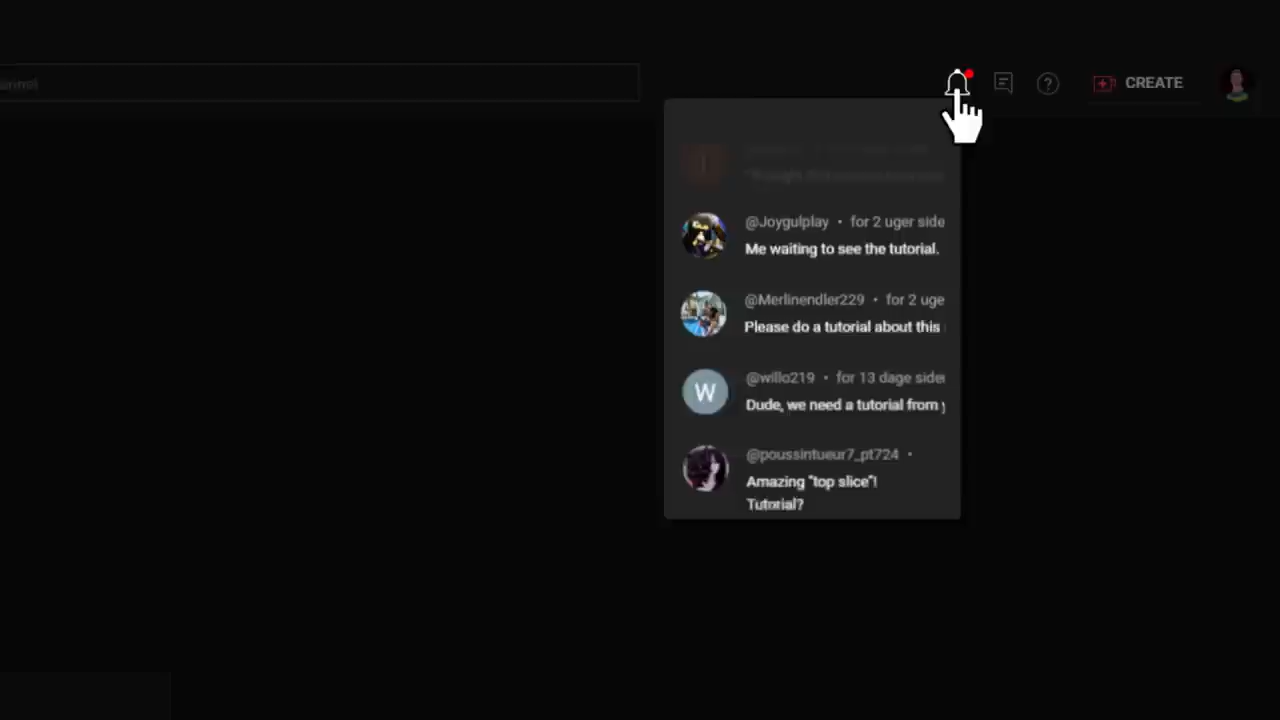 CREATE
@Joygulplay • for 2 uger side
Me waiting to see the tutorial.
@Merlinendler229 • for 2 uge
Please do a tutorial about this
@willo219 • for 13 dage side
W
Dude, we need a tutorial from
@poussintueur7_pt724 •
Amazing "top slice"!
Tutorial?